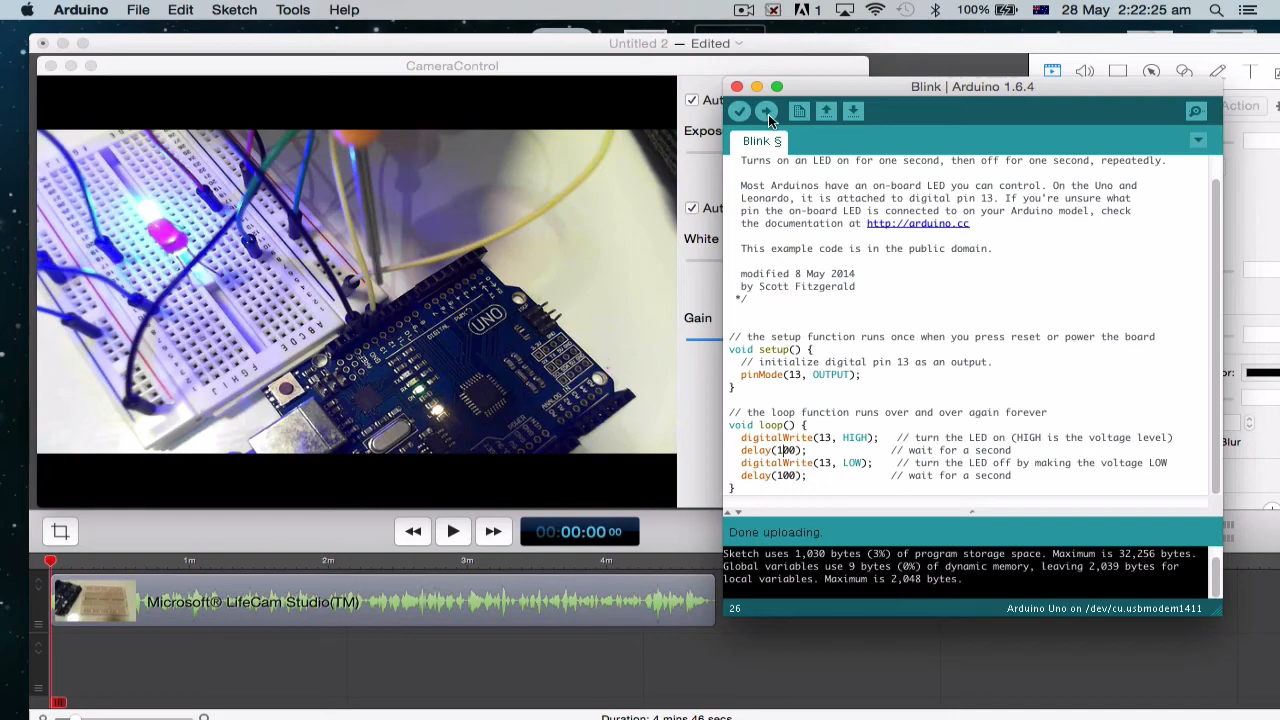 Arduino File Edit Sketch Tools Help
1 100% 28 May 2:22:25 am
Untitled 2 — Edited
CameraControl
Blink | Arduino 1.6.4
Action
Blink §
Aut
Expos
Aut
White
Gain
or:
Blur
Turns on an LED on for one second, then off for one second, repeatedly.
Most Arduinos have an on-board LED you can control. On the Uno and
Leonardo, it is attached to digital pin 13. If you're unsure what
pin the on-board LED is connected to on your Arduino model, check
the documentation at http://arduino.cc
This example code is in the public domain.
modified 8 May 2014
by Scott Fitzgerald
*/
// the setup function runs once when you press reset or power the board
void setup() {
// initialize digital pin 13 as an output.
pinMode(13, OUTPUT);
}
// the loop function runs over and over again forever
void loop() {
digitalWrite(13, HIGH); // turn the LED on (HIGH is the voltage level)
delay(100); // wait for a second
digitalWrite(13, LOW); // turn the LED off by making the voltage LOW
delay(100); // wait for a second
}
Done uploading.
Sketch uses 1,030 bytes (3%) of program storage space. Maximum is 32,256 bytes.
Global variables use 9 bytes (0%) of dynamic memory, leaving 2,039 bytes for
local variables. Maximum is 2,048 bytes.
26 Arduino Uno on /dev/cu.usbmodem1411
UNO
00:00:00 00
1m 2m 3m 4m
Microsoft® LifeCam Studio(TM)
Duration: 4 mins 46 secs